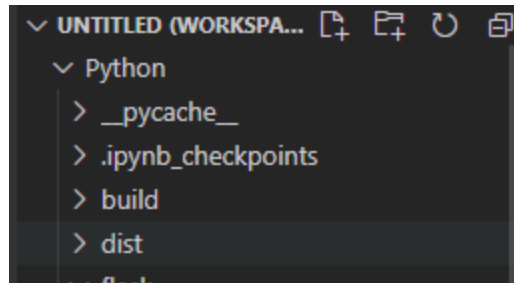 UNTITLED (WORKSPA...
Python
__pycache__
.ipynb_checkpoints
build
dist